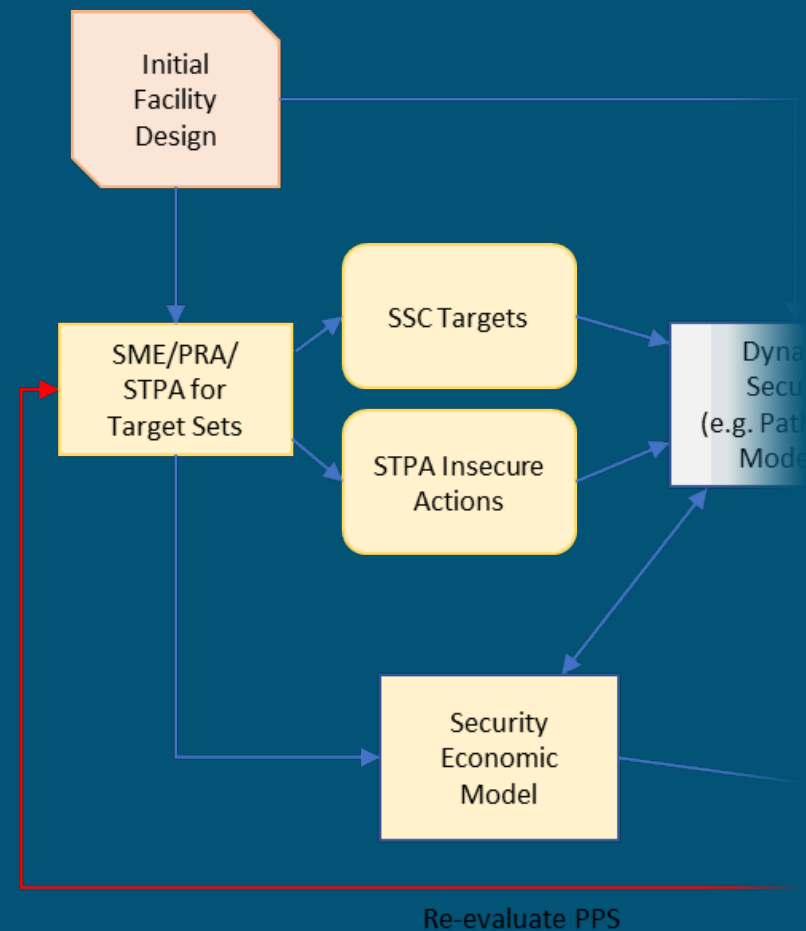 Initial
Facility
Design
SME/PRA/
STPA for
Target Sets
SSC Targets
STPA Insecure
Actions
(e.g.
Security
Economic
Model
Re-evaluate PPS